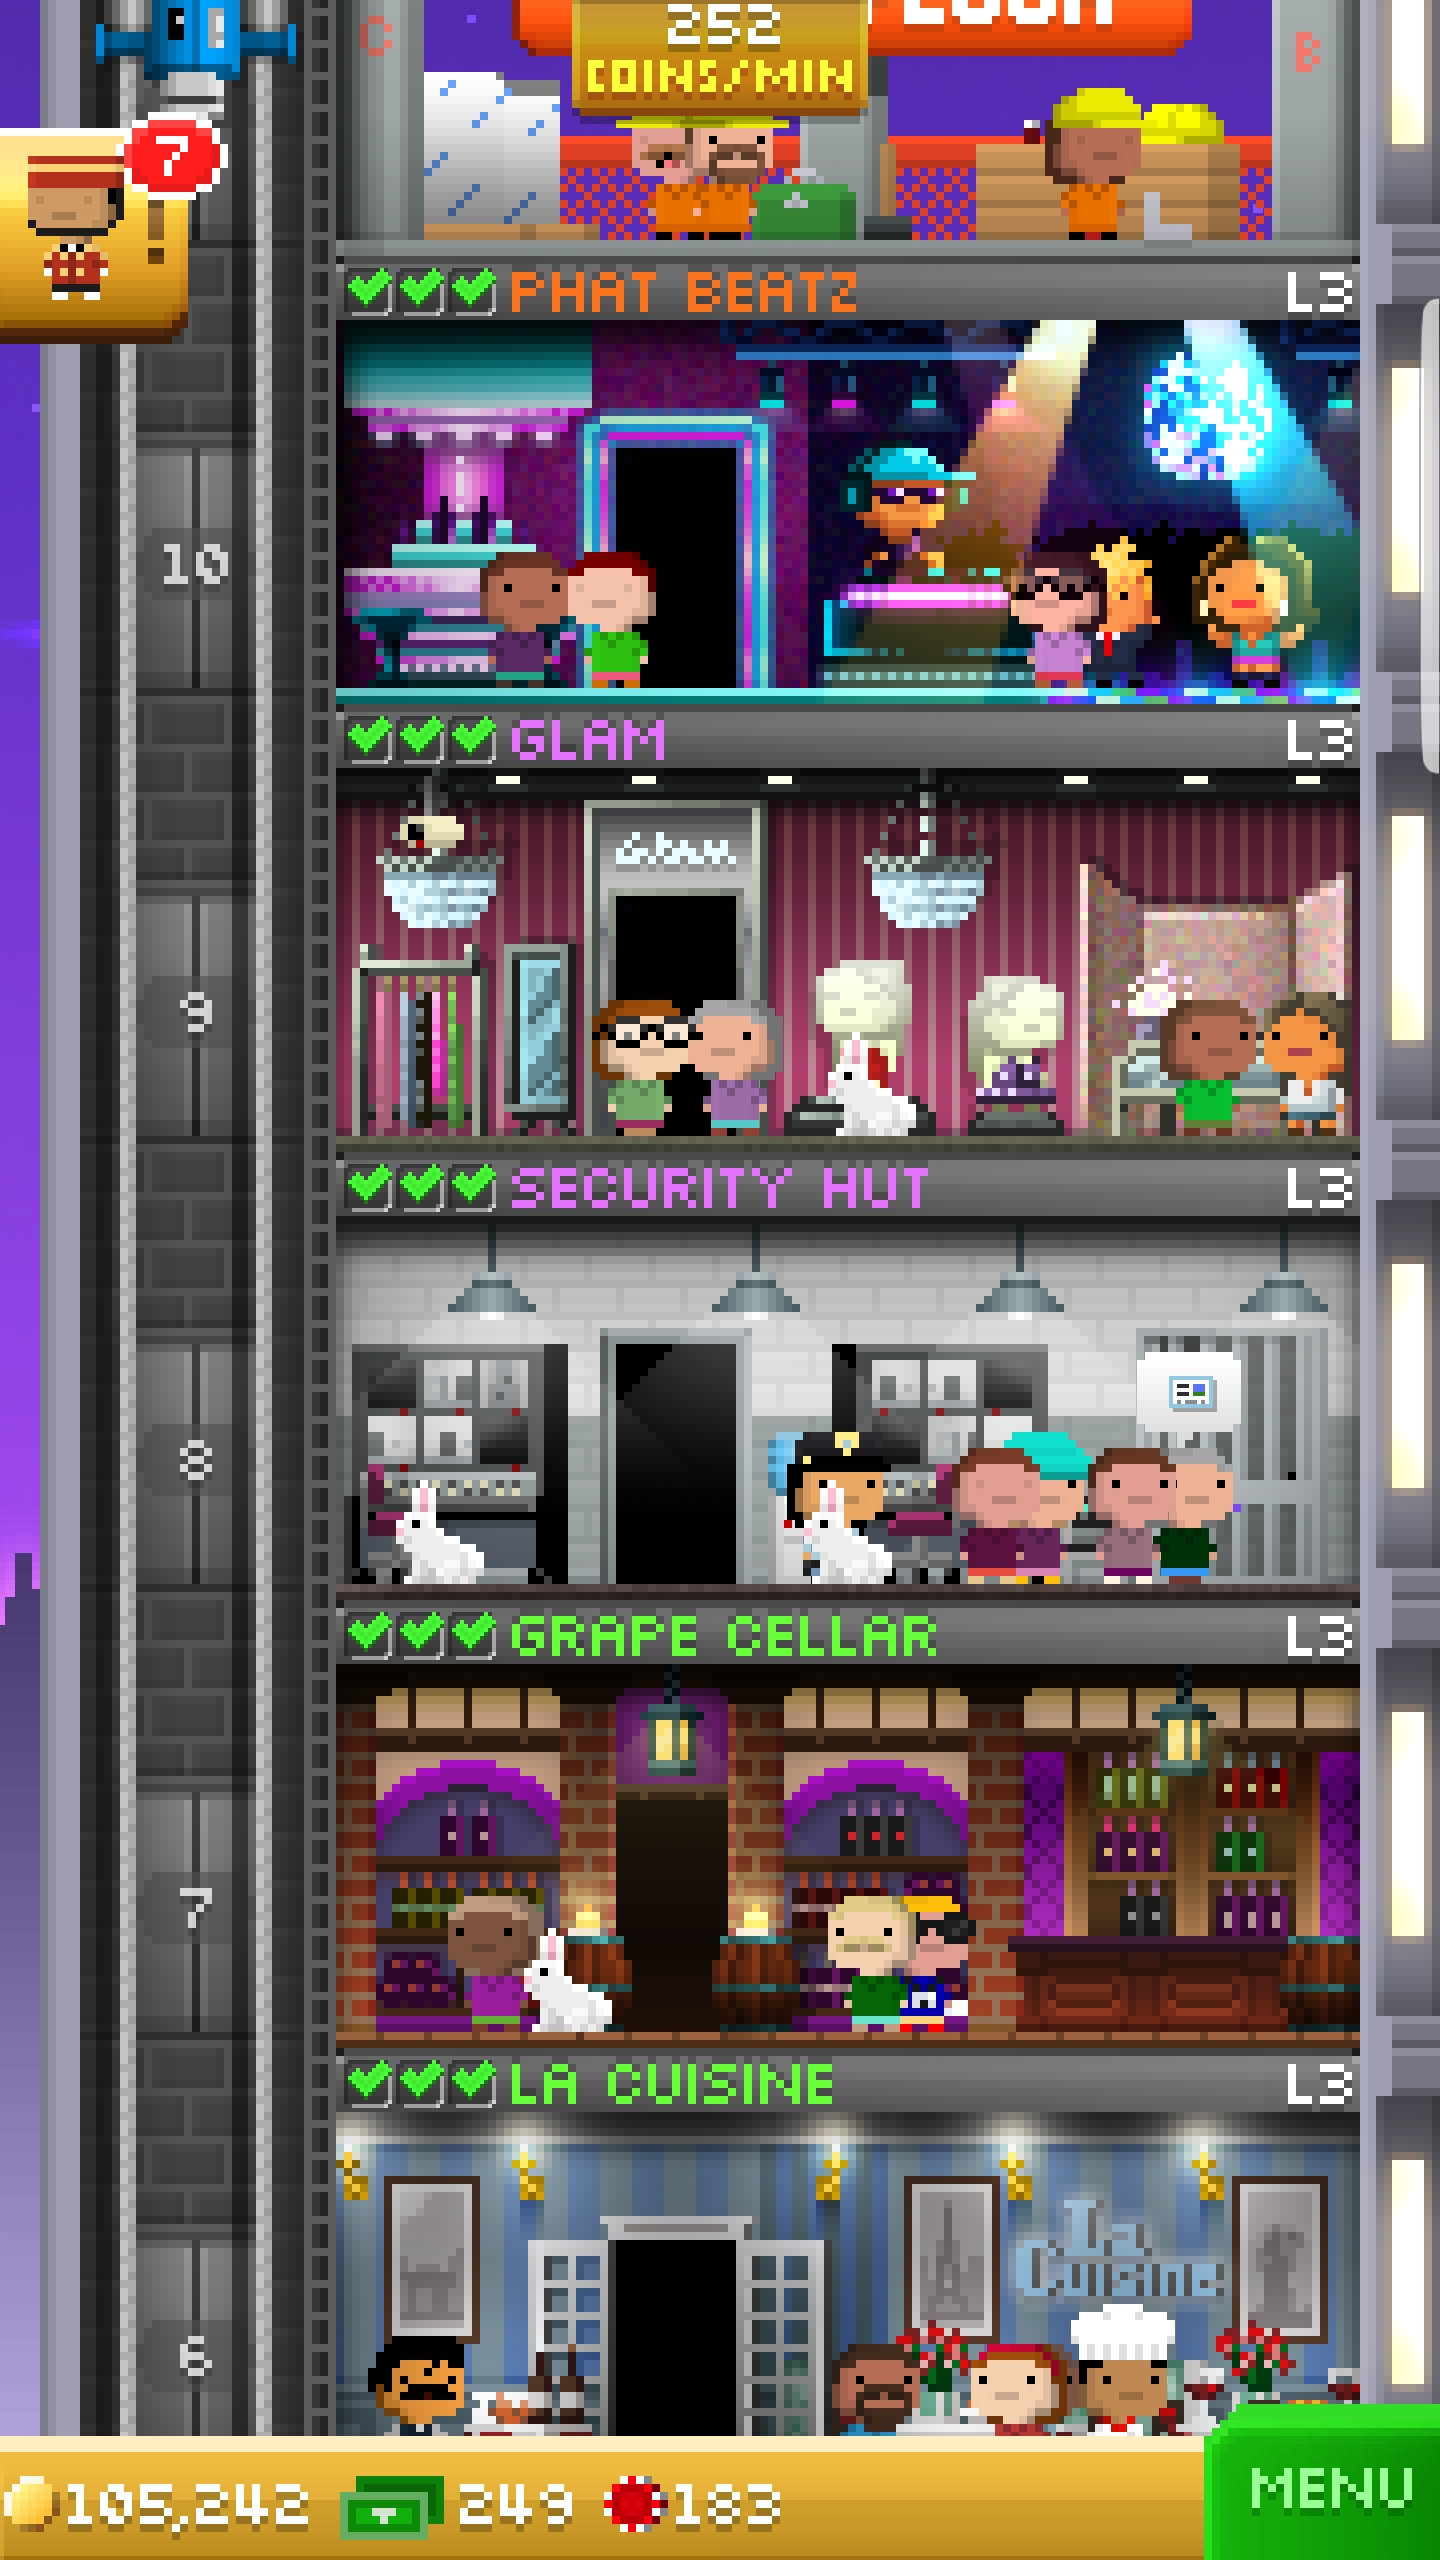 252
COINS/MIN
C
B
7
PHAT BEATZ
L3
10
GLAM
L3
Glam
9
SECURITY HUT
L3
8
GRAPE CELLAR
L3
7
LA CUISINE
L3
La
Cuisine
6
105,242
249
183
MENU